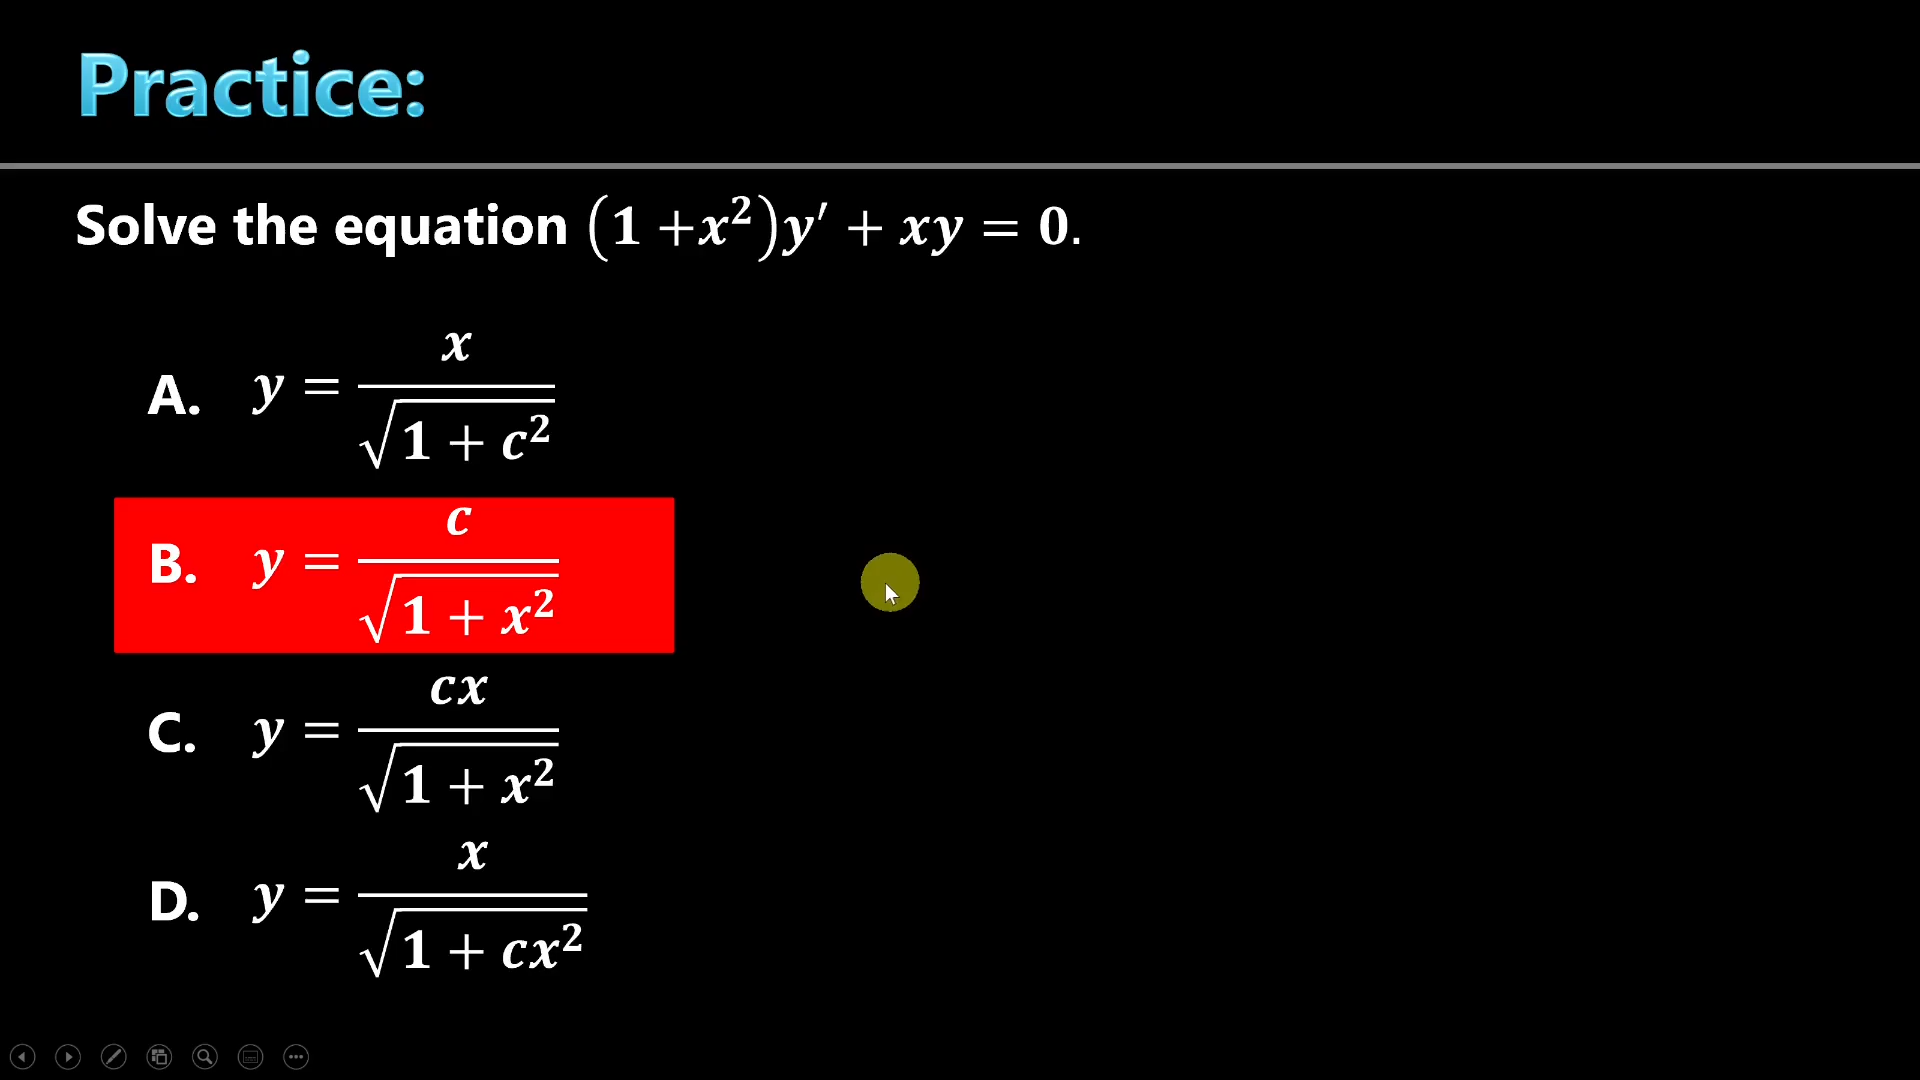 Practice:
Solve the equation (1 +x²)y′ + xy = 0.
A. y = x / √(1 + c²)
B. y = c / √(1 + x²)
C. y = cx / √(1 + x²)
D. y = x / √(1 + cx²)